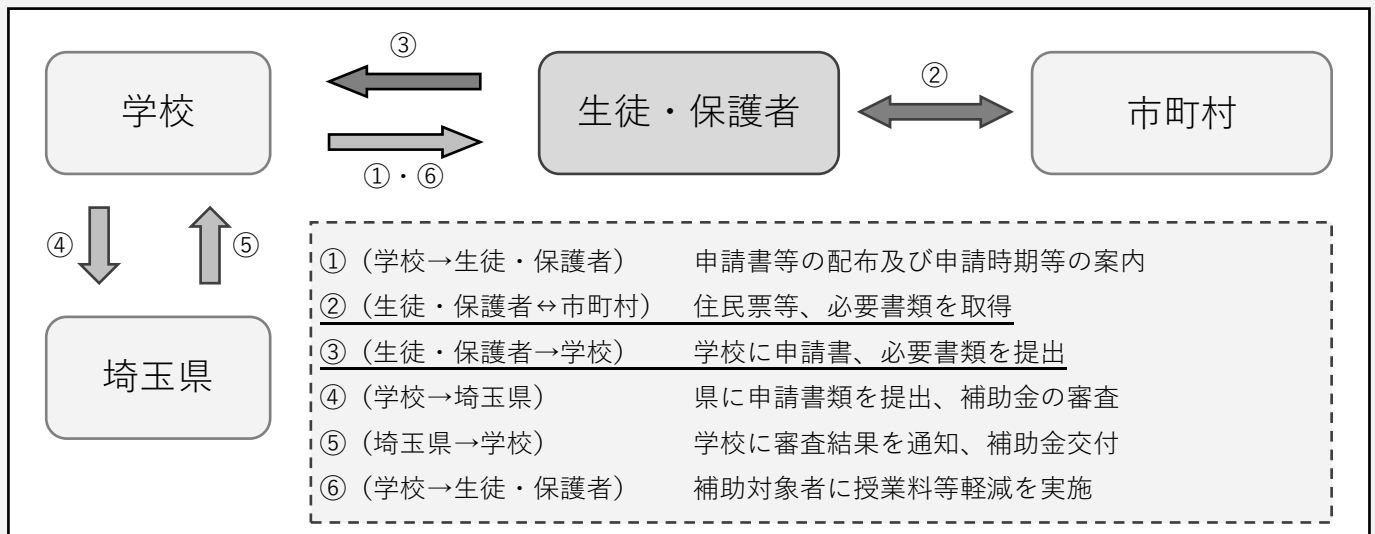 ③
学校
生徒・保護者
②
市町村
①・⑥
④
⑤
①（学校→生徒・保護者） 申請書等の配布及び申請時期等の案内
②（生徒・保護者↔市町村） 住民票等、必要書類を取得
③（生徒・保護者→学校） 学校に申請書、必要書類を提出
埼玉県
④（学校→埼玉県） 県に申請書類を提出、補助金の審査
⑤（埼玉県→学校） 学校に審査結果を通知、補助金交付
⑥（学校→生徒・保護者） 補助対象者に授業料等軽減を実施